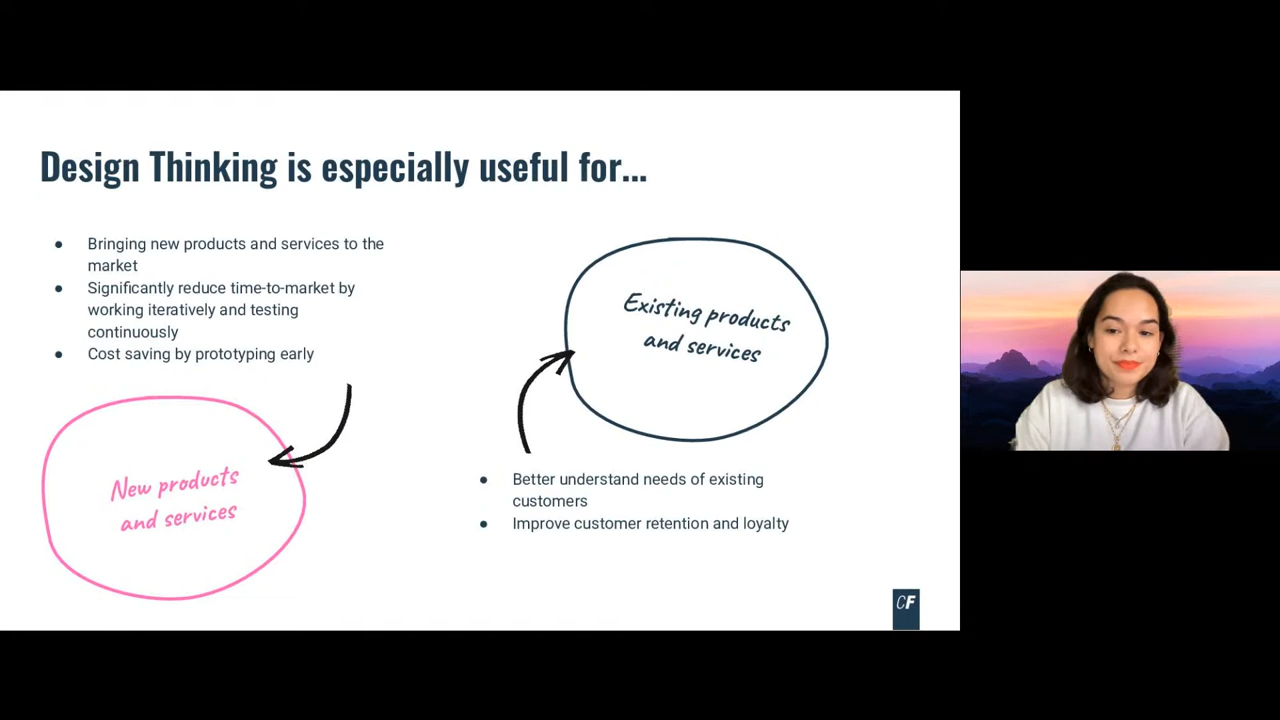 Design Thinking is especially useful for...
● Bringing new products and services to the
market
● Significantly reduce time-to-market by
working iteratively and testing
continuously
● Cost saving by prototyping early
New products
and services
Existing products
and services
● Better understand needs of existing
customers
● Improve customer retention and loyalty
CF